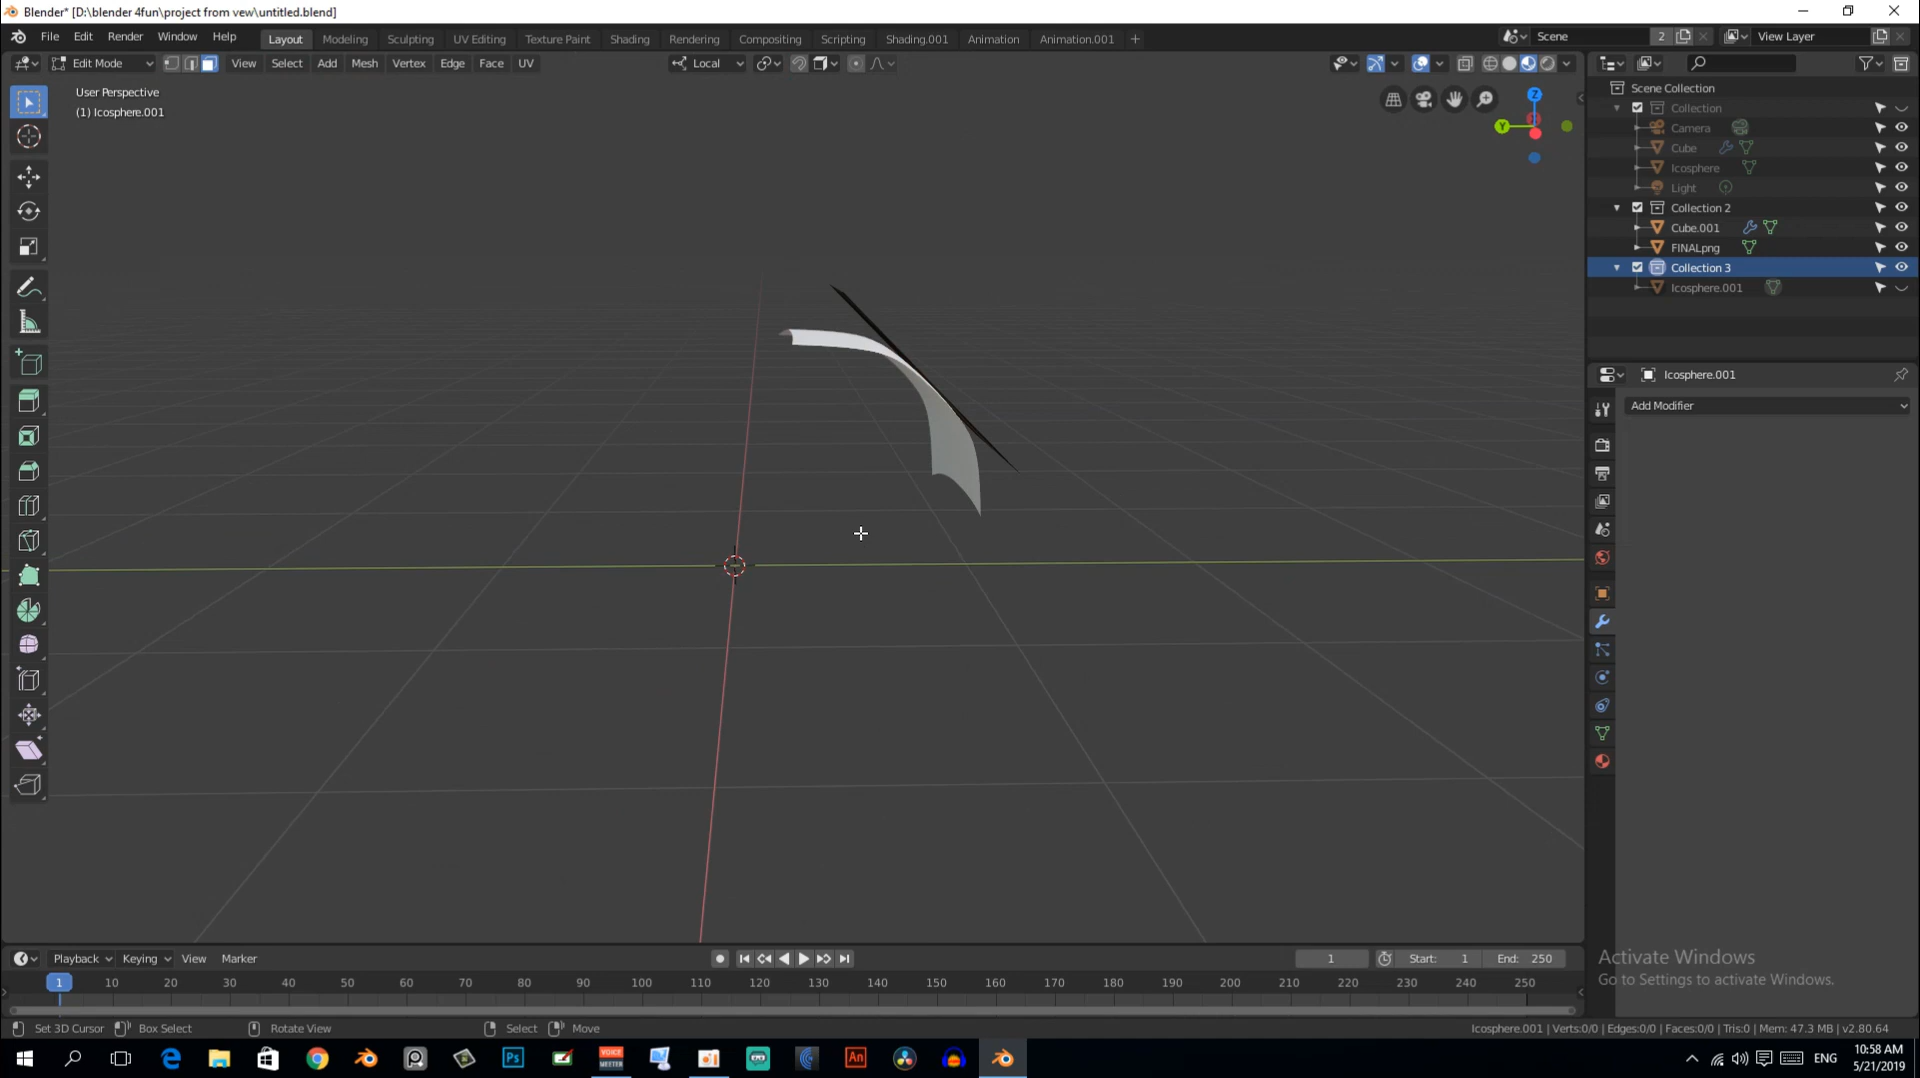 Blender* [D:\blender 4fun\project from vew\untitled.blend]
File Edit Render Window Help Layout Modeling Sculpting UV Editing Texture Paint Shading Rendering Compositing Scripting Shading.001 Animation Animation.001 + Scene 2 View Layer
Edit Mode View Select Add Mesh Vertex Edge Face UV Local
User Perspective
(1) Icosphere.001
Z
Y
Scene Collection
Collection
Camera
Cube
Icosphere
Light
Collection 2
Cube.001
FINALpng
Collection 3
Icosphere.001
Icosphere.001
Add Modifier
Activate Windows
Go to Settings to activate Windows.
Playback Keying View Marker 1 Start: 1 End: 250
1 10 20 30 40 50 60 70 80 90 100 110 120 130 140 150 160 170 180 190 200 210 220 230 240 250
Set 3D Cursor Box Select Rotate View Select Move Icosphere.001 | Verts:0/0 | Edges:0/0 | Faces:0/0 | Tris:0 | Mem: 47.3 MB | v2.80.64
Ps VOICE MEETER An ENG 10:58 AM
5/21/2019